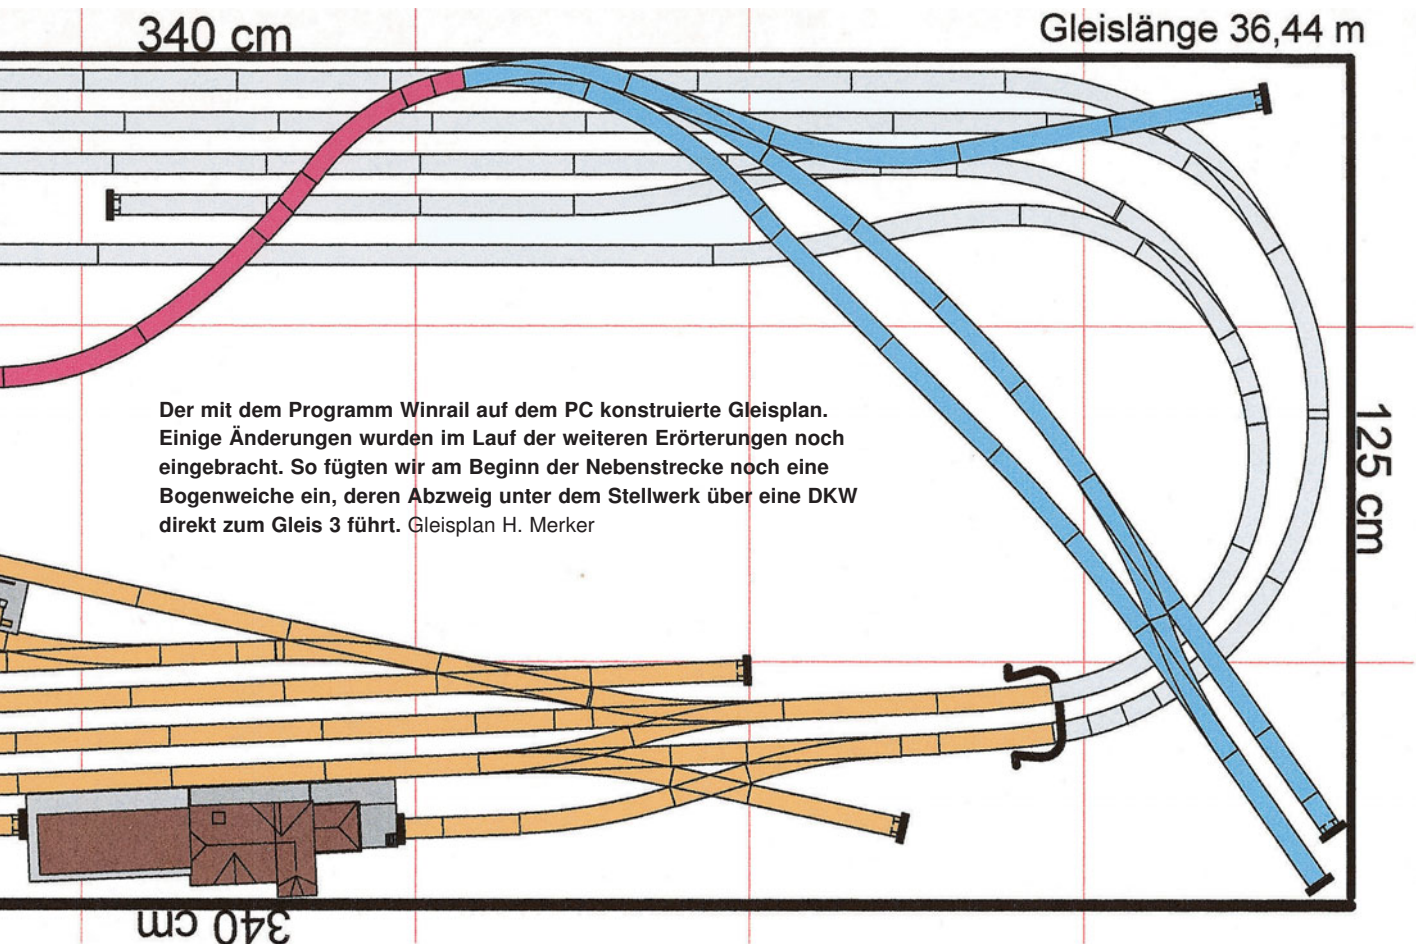 340 cm
Gleislänge 36,44 m
Der mit dem Programm Winrail auf dem PC konstruierte Gleisplan.
Einige Änderungen wurden im Lauf der weiteren Erörterungen noch
eingebracht. So fügten wir am Beginn der Nebenstrecke noch eine
Bogenweiche ein, deren Abzweig unter dem Stellwerk über eine DKW
direkt zum Gleis 3 führt. Gleisplan H. Merker
125 cm
340 cm